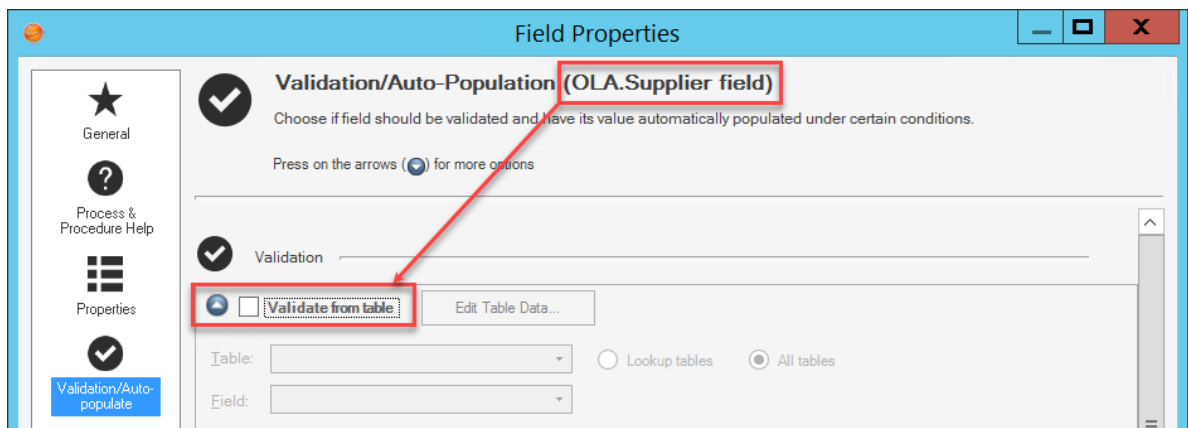 Field Properties
General
Process &
Procedure Help
Properties
Validation/Auto-
populate
Validation/Auto-Population (OLA.Supplier field)
Choose if field should be validated and have its value automatically populated under certain conditions.
Press on the arrows ( ) for more options
Validation
Validate from table Edit Table Data...
Table: Lookup tables All tables
Field: